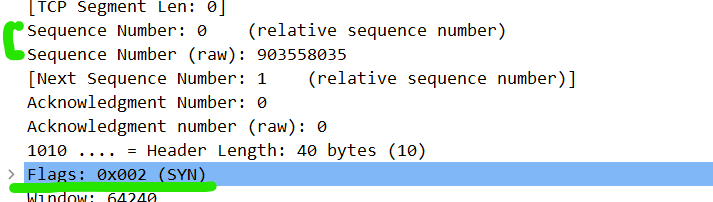 [TCP Segment Len: 0]
Sequence Number: 0    (relative sequence number)
Sequence Number (raw): 903558035
[Next Sequence Number: 1    (relative sequence number)]
Acknowledgment Number: 0
Acknowledgment number (raw): 0
1010 .... = Header Length: 40 bytes (10)
Flags: 0x002 (SYN)
Window: 64240